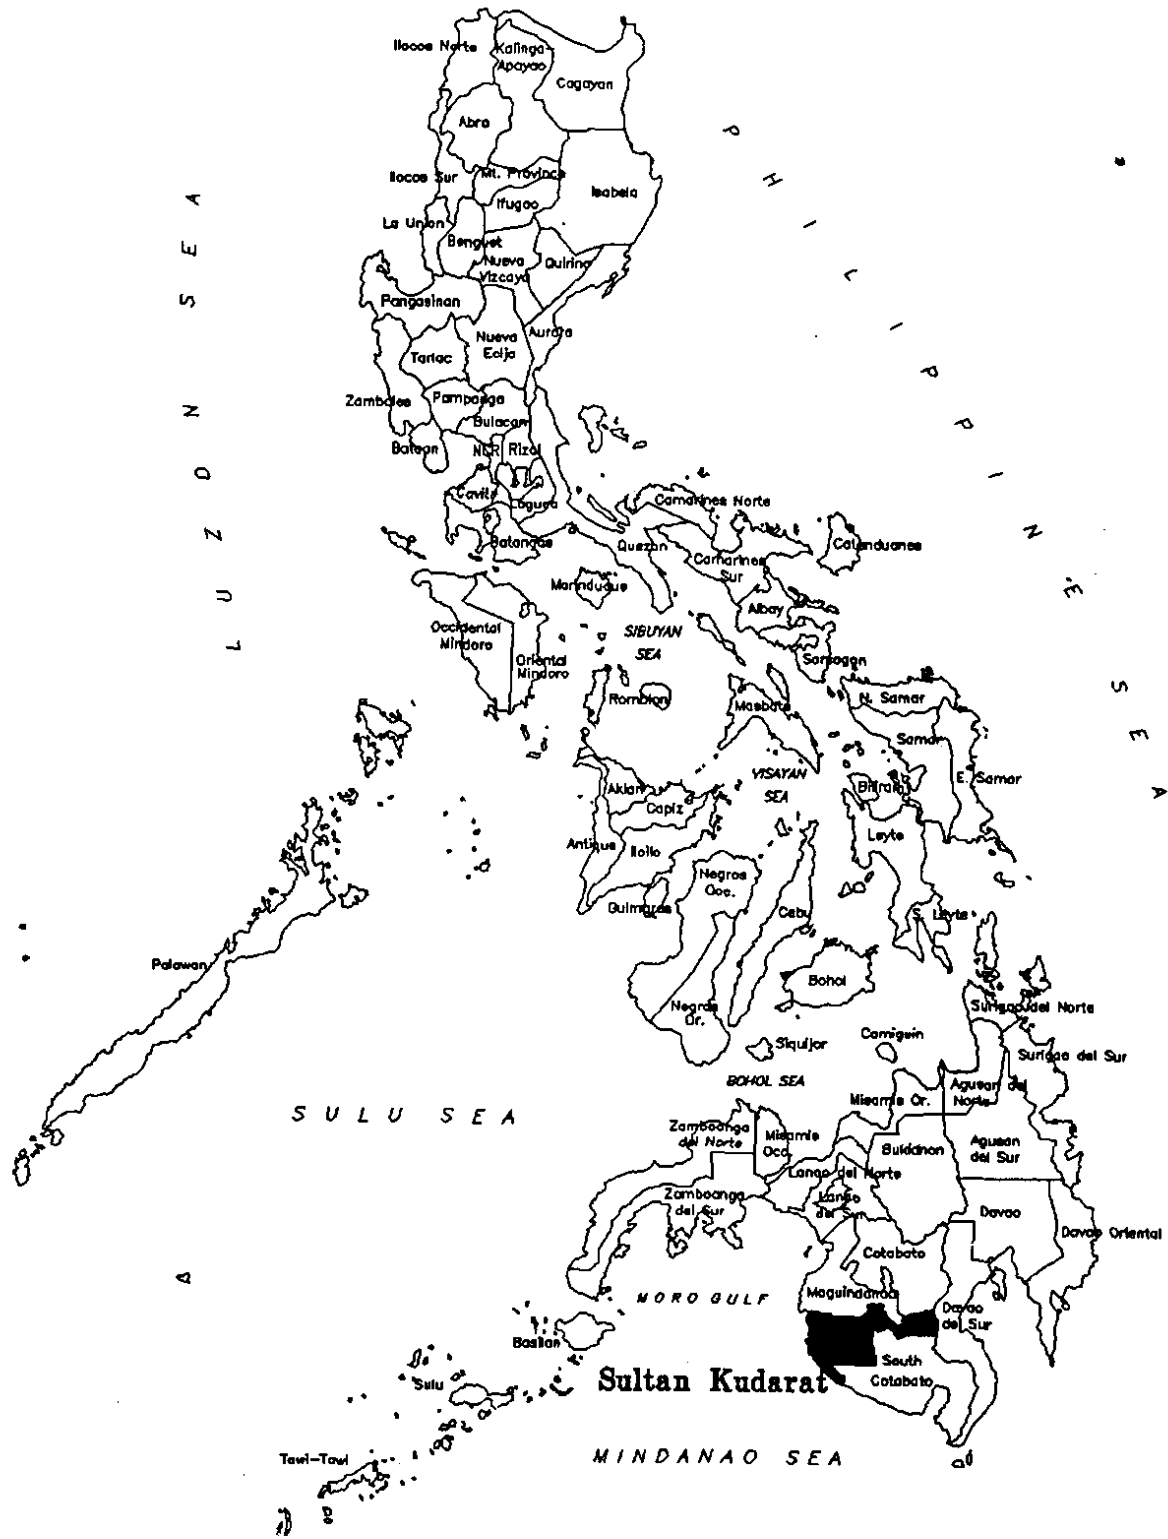 Ilocos Norte
Kalinga-
Apayao
Cagayan
Abra
Ilocos Sur
Mt. Province
Isabela
Ifugao
La Union
Benguet
Nueva
Vizcaya
Quirino
Pangasinan
Aurora
Nueva
Ecija
Tarlac
Zambales
Pampanga
Bulacan
Bataan
NCR
Rizal
Cavite
Laguna
Batangas
Quezon
Camarines Norte
Catanduanes
Camarines
Sur
Marinduque
Albay
Occidental
Mindoro
Oriental
Mindoro
SIBUYAN
SEA
Sorsogon
Romblon
Masbate
N. Samar
Samar
E. Samar
VISAYAN
SEA
Biliran
Aklan
Capiz
Leyte
Antique
Iloilo
Negros
Occ.
Guimaras
Cebu
S. Leyte
Palawan
Bohol
Negros
Or.
Surigao del Norte
Siquijor
Camiguin
Surigao del Sur
BOHOL SEA
Misamis Or.
Agusan del
Norte
SULU SEA
Zamboanga
del Norte
Misamis
Occ.
Bukidnon
Agusan
del Sur
Lanao del Norte
Zamboanga
del Sur
Lanao
del Sur
Davao
Davao Oriental
Cotabato
MORO GULF
Maguindanao
Davao
del Sur
Basilan
South
Cotabato
Sultan Kudarat
Sulu
MINDANAO SEA
Tawi-Tawi
LUZON SEA
PHILIPPINE SEA